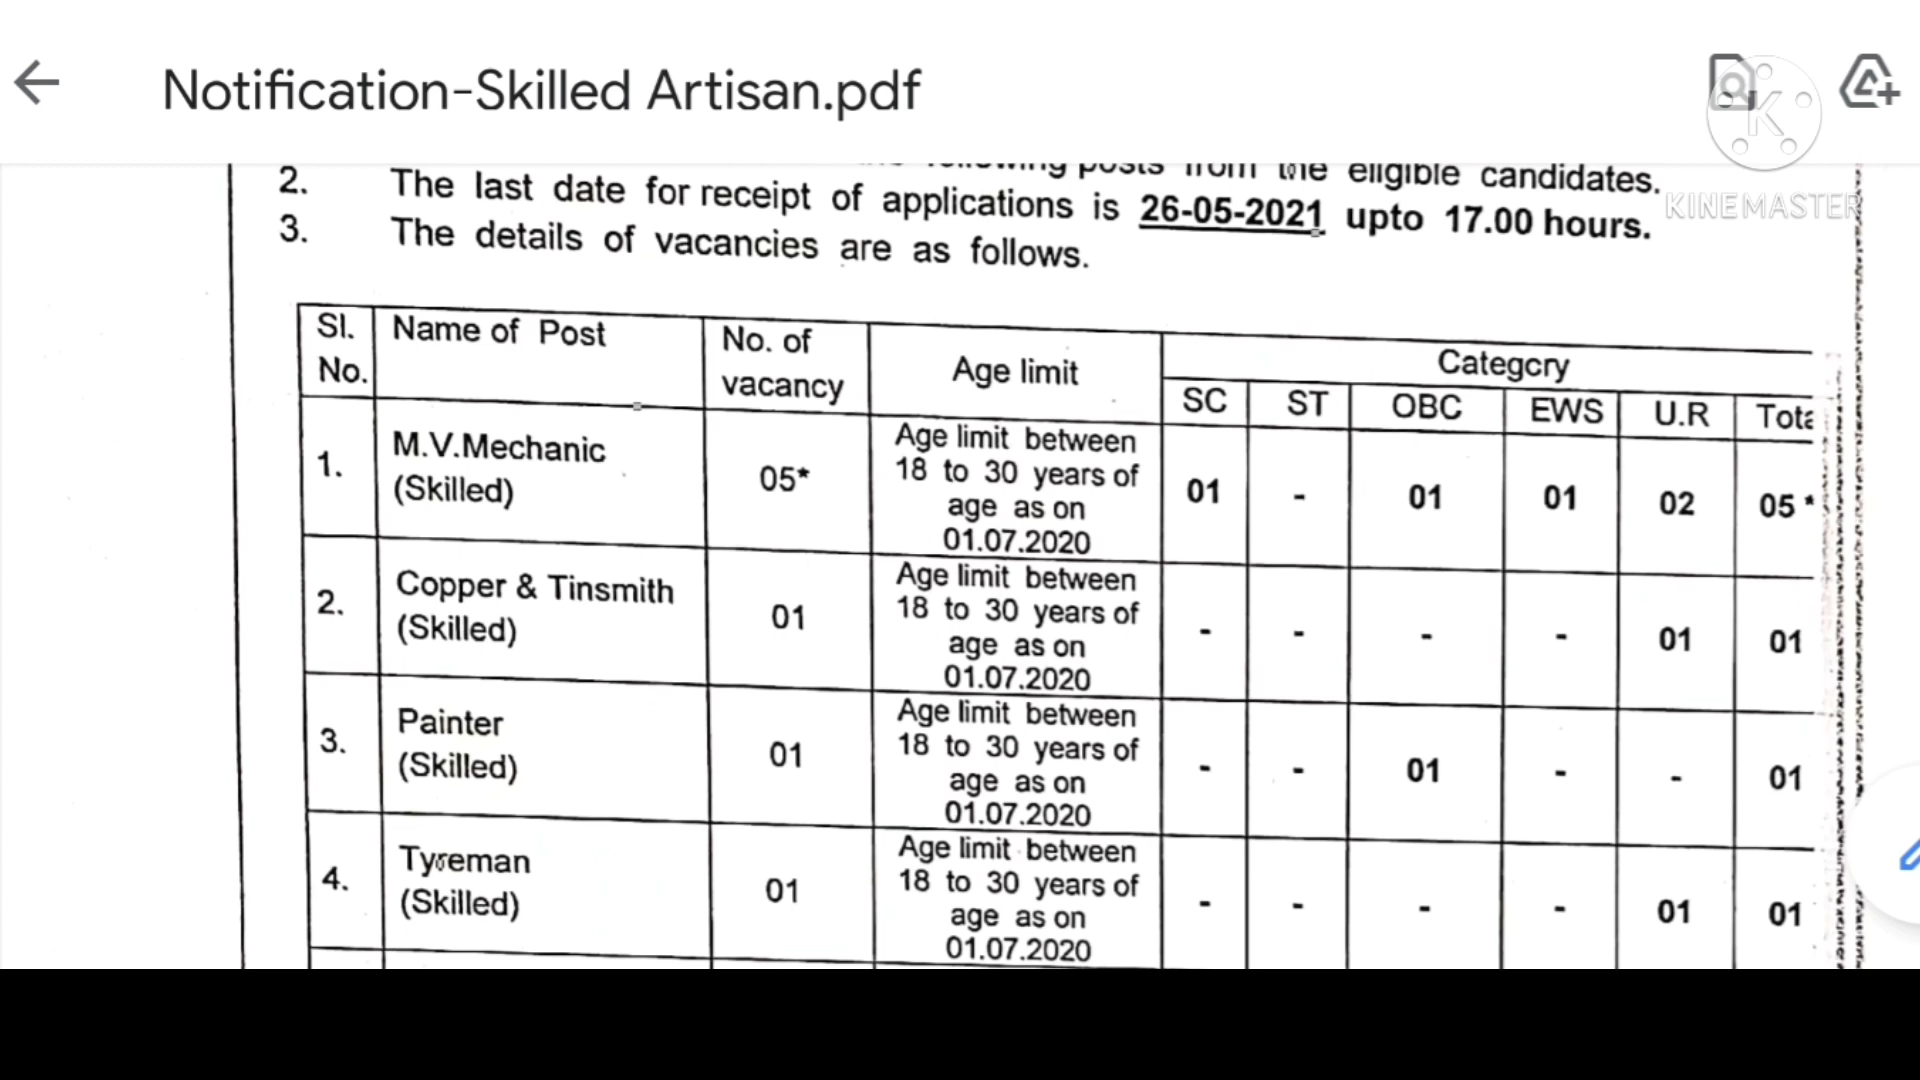 Notification-Skilled Artisan.pdf
following posts from the eligible candidates.
2. The last date for receipt of applications is 26-05-2021 upto 17.00 hours.
3. The details of vacancies are as follows.
KINEMASTER
Sl. No. Name of Post No. of vacancy Age limit Categcry
SC ST OBC EWS U.R Tota
1. M.V.Mechanic (Skilled) 05* Age limit between 18 to 30 years of age as on 01.07.2020 01 - 01 01 02 05 *
2. Copper & Tinsmith (Skilled) 01 Age limit between 18 to 30 years of age as on 01.07.2020 - - - - 01 01
3. Painter (Skilled) 01 Age limit between 18 to 30 years of age as on 01.07.2020 - - 01 - - 01
4. Tyreman (Skilled) 01 Age limit between 18 to 30 years of age as on 01.07.2020 - - - - 01 01